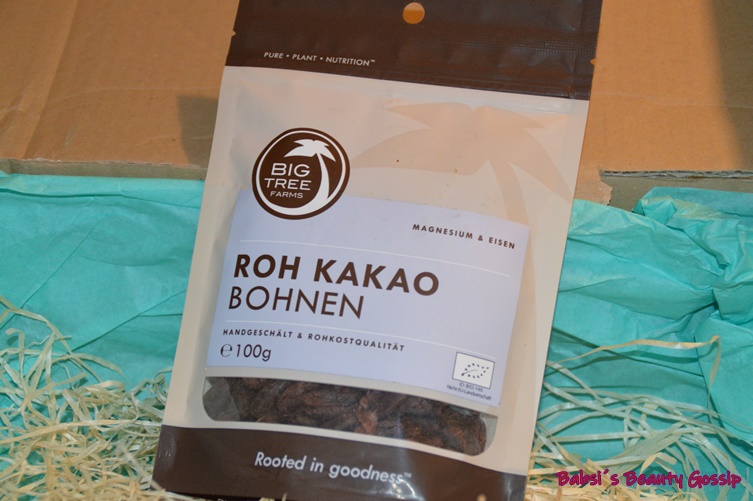 PURE • PLANT • NUTRITION™
BIG
TREE
FARMS
MAGNESIUM & EISEN
ROH KAKAO
BOHNEN
HANDGESCHÄLT & ROHKOSTQUALITÄT
℮ 100g
Rooted in goodness™
Babsi´s Beauty Gossip